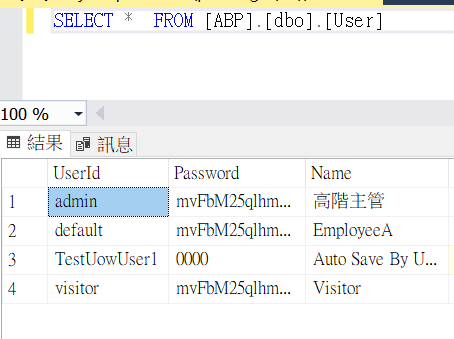 SELECT * FROM [ABP].[dbo].[User]
100 %
結果 訊息
UserId Password Name
1 admin mvFbM25qlhm... 高階主管
2 default mvFbM25qlhm... EmployeeA
3 TestUowUser1 0000 Auto Save By U...
4 visitor mvFbM25qlhm... Visitor